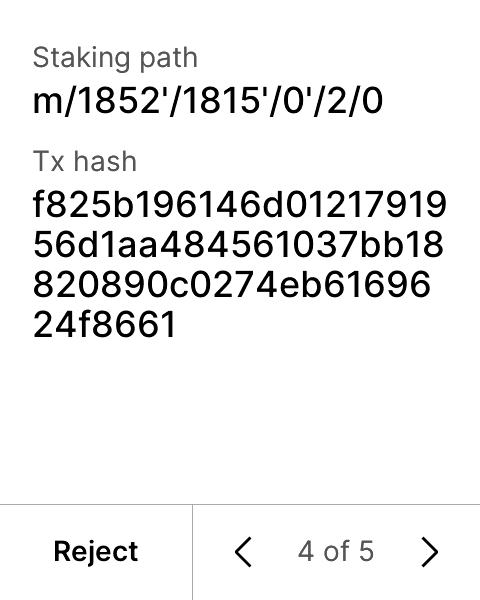 Staking path
m/1852'/1815'/0'/2/0
Tx hash
f825b196146d01217919
56d1aa484561037bb18
820890c0274eb61696
24f8661
Reject
4 of 5